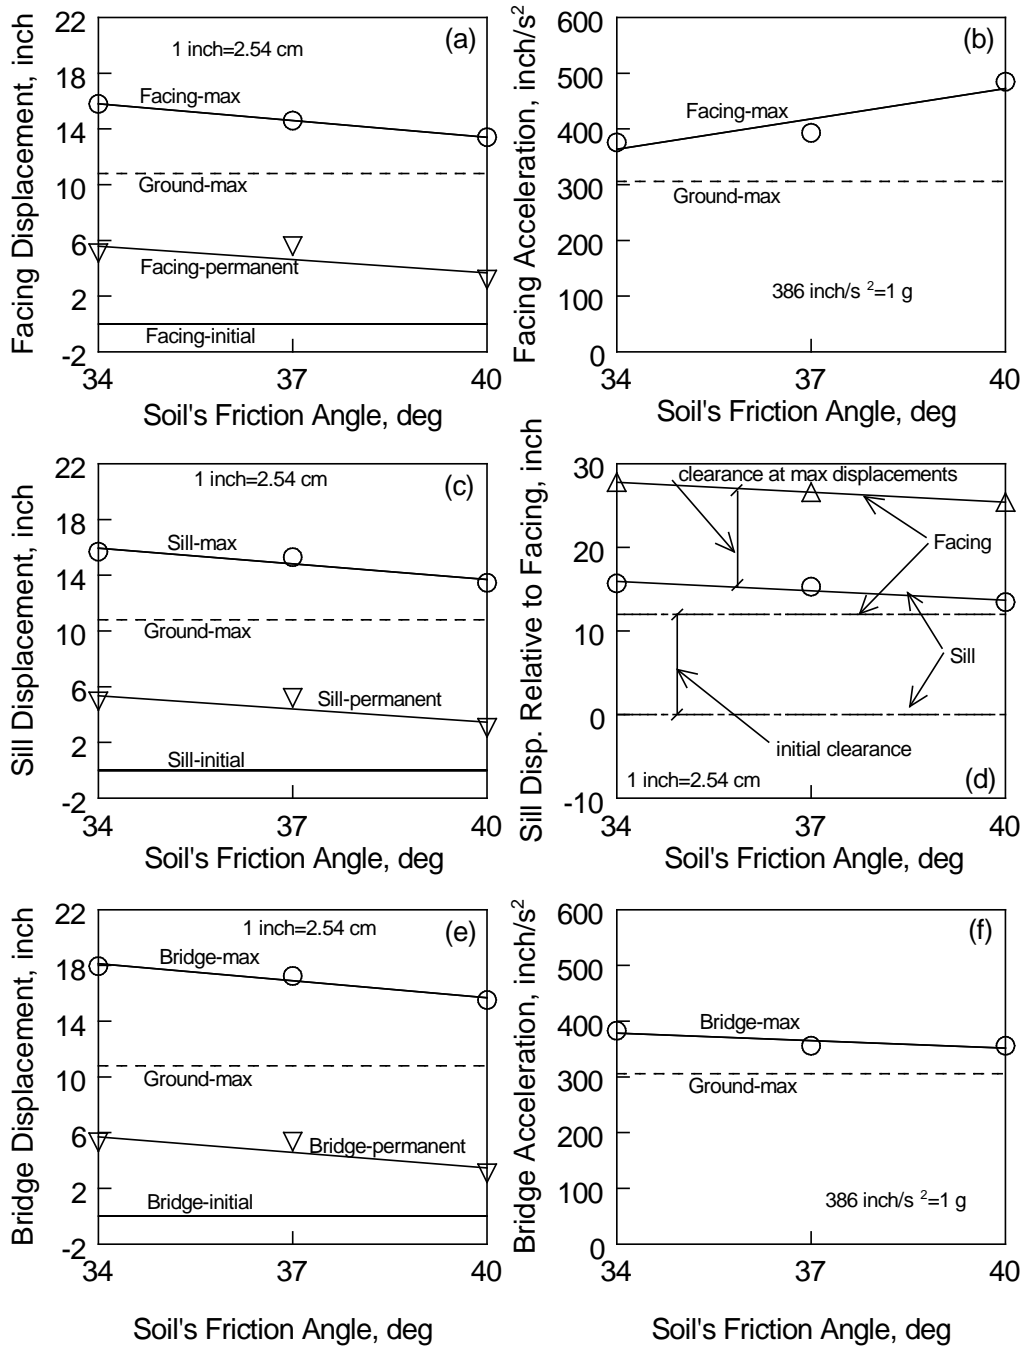 Facing Displacement, inch
22
18
14
10
6
2
-2
(a)
1 inch=2.54 cm
Facing-max
Ground-max
Facing-permanent
Facing-initial
34
37
40
Soil's Friction Angle, deg
Facing Acceleration, inch/s²
600
500
400
300
200
100
0
(b)
Facing-max
Ground-max
386 inch/s ²=1 g
34
37
40
Soil's Friction Angle, deg
Sill Displacement, inch
22
18
14
10
6
2
-2
1 inch=2.54 cm
(c)
Sill-max
Ground-max
Sill-permanent
Sill-initial
34
37
40
Soil's Friction Angle, deg
Sill Disp. Relative to Facing, inch
30
20
10
0
-10
clearance at max displacements
Facing
Sill
initial clearance
1 inch=2.54 cm
(d)
34
37
40
Soil's Friction Angle, deg
Bridge Displacement, inch
22
18
14
10
6
2
-2
1 inch=2.54 cm
(e)
Bridge-max
Ground-max
Bridge-permanent
Bridge-initial
34
37
40
Soil's Friction Angle, deg
Bridge Acceleration, inch/s²
600
500
400
300
200
100
0
(f)
Bridge-max
Ground-max
386 inch/s ²=1 g
34
37
40
Soil's Friction Angle, deg